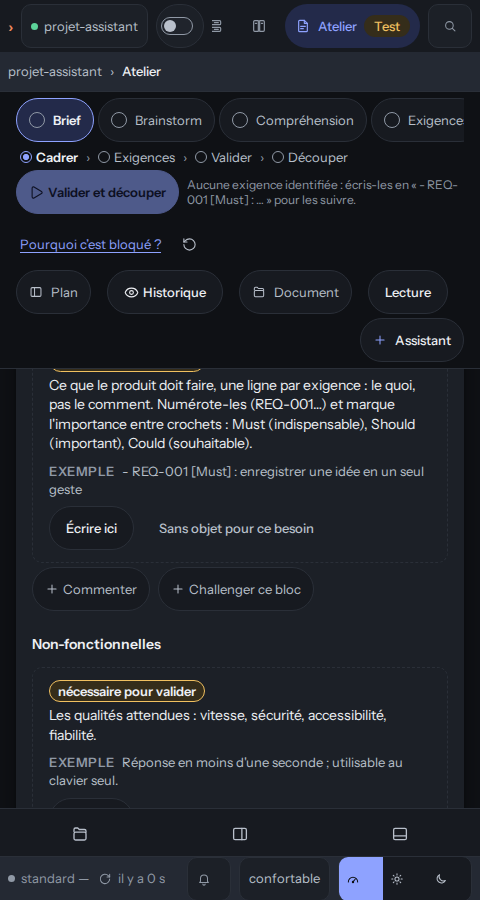 › projet-assistant Atelier Test
projet-assistant › Atelier
Brief Brainstorm Compréhension Exigence
Cadrer › Exigences › Valider › Découper
Valider et découper
Aucune exigence identifiée : écris-les en « - REQ-
001 [Must] : … » pour les suivre.
Pourquoi c'est bloqué ?
Plan Historique Document Lecture
+ Assistant
Ce que le produit doit faire, une ligne par exigence : le quoi,
pas le comment. Numérote-les (REQ-001…) et marque
l'importance entre crochets : Must (indispensable), Should
(important), Could (souhaitable).
EXEMPLE - REQ-001 [Must] : enregistrer une idée en un seul
geste
Écrire ici Sans objet pour ce besoin
+ Commenter + Challenger ce bloc
Non-fonctionnelles
nécessaire pour valider
Les qualités attendues : vitesse, sécurité, accessibilité,
fiabilité.
EXEMPLE Réponse en moins d'une seconde ; utilisable au
clavier seul.
standard — il y a 0 s confortable